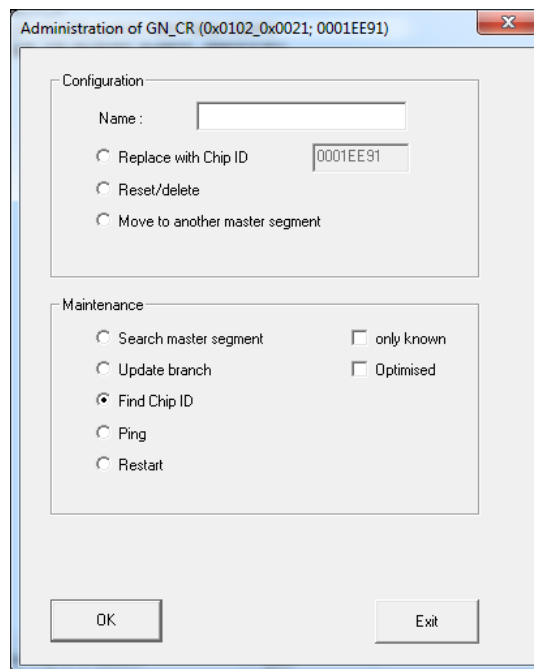 Administration of GN_CR (0x0102_0x0021; 0001EE91)
Configuration
Name :
Replace with Chip ID 0001EE91
Reset/delete
Move to another master segment
Maintenance
Search master segment only known
Update branch Optimised
Find Chip ID
Ping
Restart
OK Exit